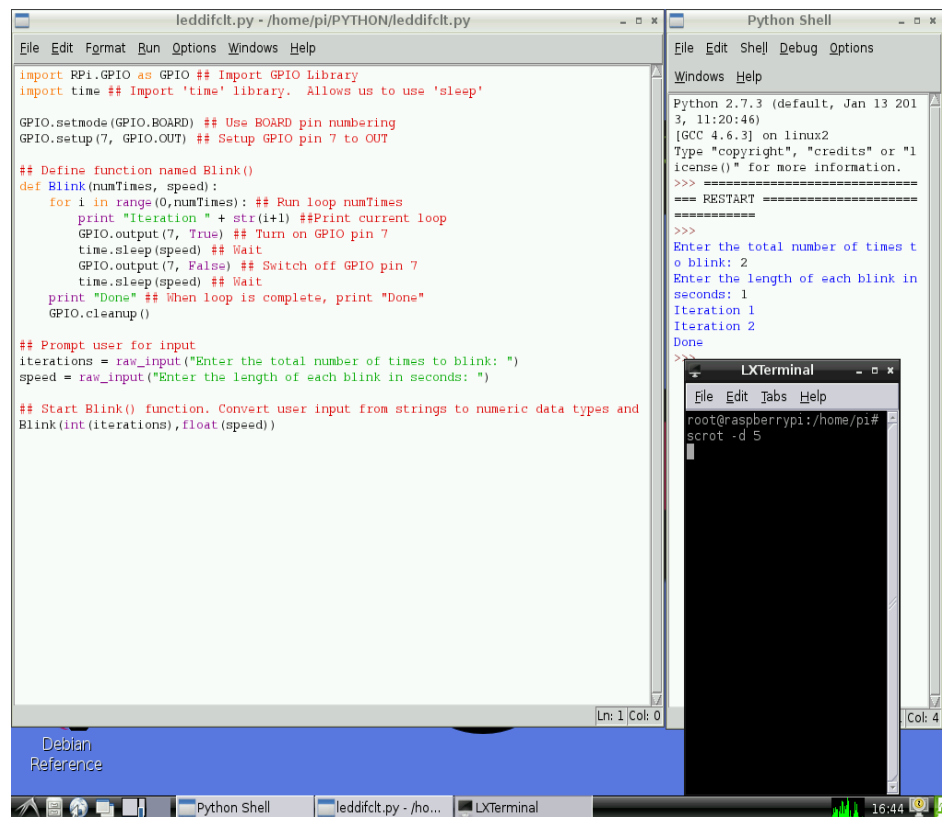 leddifclt.py - /home/pi/PYTHON/leddifclt.py
File Edit Format Run Options Windows Help
import RPi.GPIO as GPIO ## Import GPIO Library
import time ## Import 'time' library.  Allows us to use 'sleep'
GPIO.setmode(GPIO.BOARD) ## Use BOARD pin numbering
GPIO.setup(7, GPIO.OUT) ## Setup GPIO pin 7 to OUT
## Define function named Blink()
def Blink(numTimes, speed):
    for i in range(0,numTimes): ## Run loop numTimes
        print "Iteration " + str(i+1) ##Print current loop
        GPIO.output(7, True) ## Turn on GPIO pin 7
        time.sleep(speed) ## Wait
        GPIO.output(7, False) ## Switch off GPIO pin 7
        time.sleep(speed) ## Wait
    print "Done" ## When loop is complete, print "Done"
    GPIO.cleanup()
## Prompt user for input
iterations = raw_input("Enter the total number of times to blink: ")
speed = raw_input("Enter the length of each blink in seconds: ")
## Start Blink() function. Convert user input from strings to numeric data types and
Blink(int(iterations),float(speed))
Ln: 1 Col: 0
Python Shell
File Edit Shell Debug Options
Windows Help
Python 2.7.3 (default, Jan 13 201
3, 11:20:46)
[GCC 4.6.3] on linux2
Type "copyright", "credits" or "l
icense()" for more information.
>>> =============================
=== RESTART =====================
===========
>>>
Enter the total number of times t
o blink: 2
Enter the length of each blink in
seconds: 1
Iteration 1
Iteration 2
Done
>>>
Col: 4
LXTerminal
File Edit Tabs Help
root@raspberrypi:/home/pi#
scrot -d 5
Debian
Reference
Python Shell
leddifclt.py - /ho...
LXTerminal
16:44